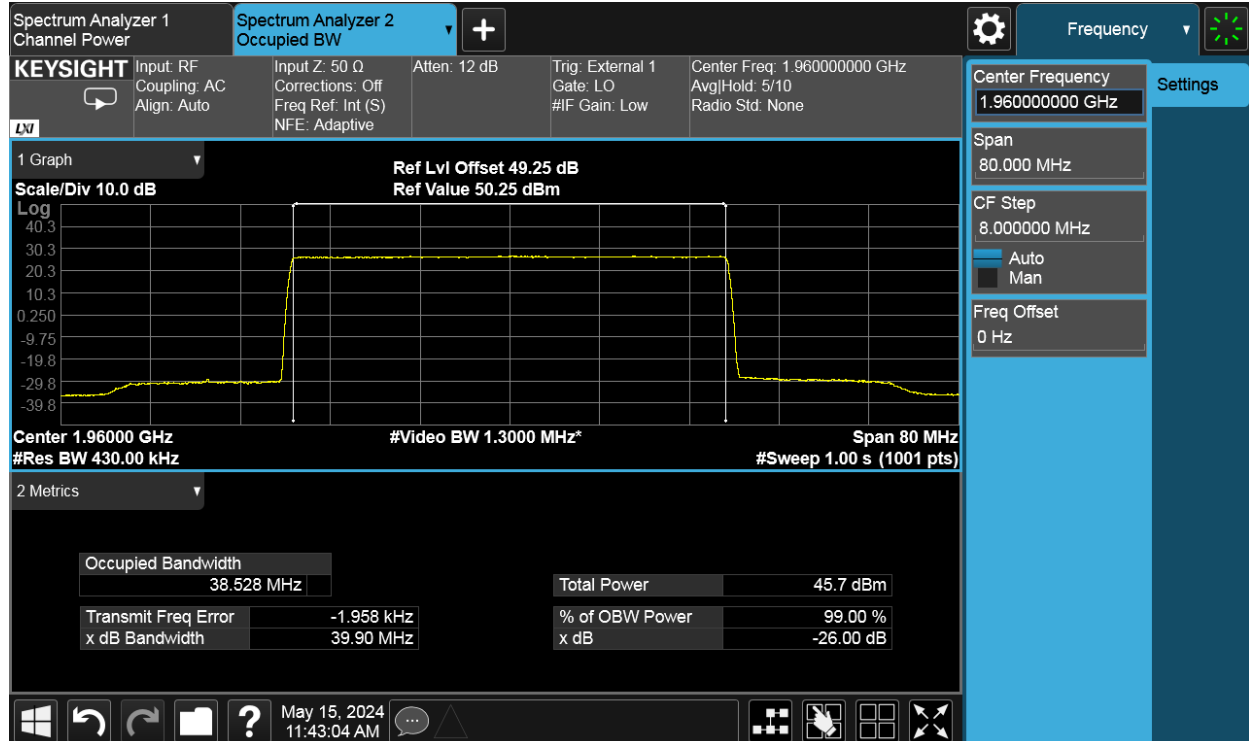 Spectrum Analyzer 1
Channel Power
Spectrum Analyzer 2
Occupied BW
+
Frequency
KEYSIGHT
LXI
Input: RF
Coupling: AC
Align: Auto
Input Z: 50 Ω
Corrections: Off
Freq Ref: Int (S)
NFE: Adaptive
Atten: 12 dB
Trig: External 1
Gate: LO
#IF Gain: Low
Center Freq: 1.960000000 GHz
Avg|Hold: 5/10
Radio Std: None
Center Frequency
1.960000000 GHz
Settings
Span
80.000 MHz
CF Step
8.000000 MHz
Auto
Man
Freq Offset
0 Hz
1 Graph
Scale/Div 10.0 dB
Ref Lvl Offset 49.25 dB
Ref Value 50.25 dBm
Log
40.3
30.3
20.3
10.3
0.250
-9.75
-19.8
-29.8
-39.8
Center 1.96000 GHz
#Video BW 1.3000 MHz*
Span 80 MHz
#Res BW 430.00 kHz
#Sweep 1.00 s (1001 pts)
2 Metrics
Occupied Bandwidth
38.528 MHz
Total Power 45.7 dBm
Transmit Freq Error -1.958 kHz
% of OBW Power 99.00 %
x dB Bandwidth 39.90 MHz
x dB -26.00 dB
?
May 15, 2024
11:43:04 AM